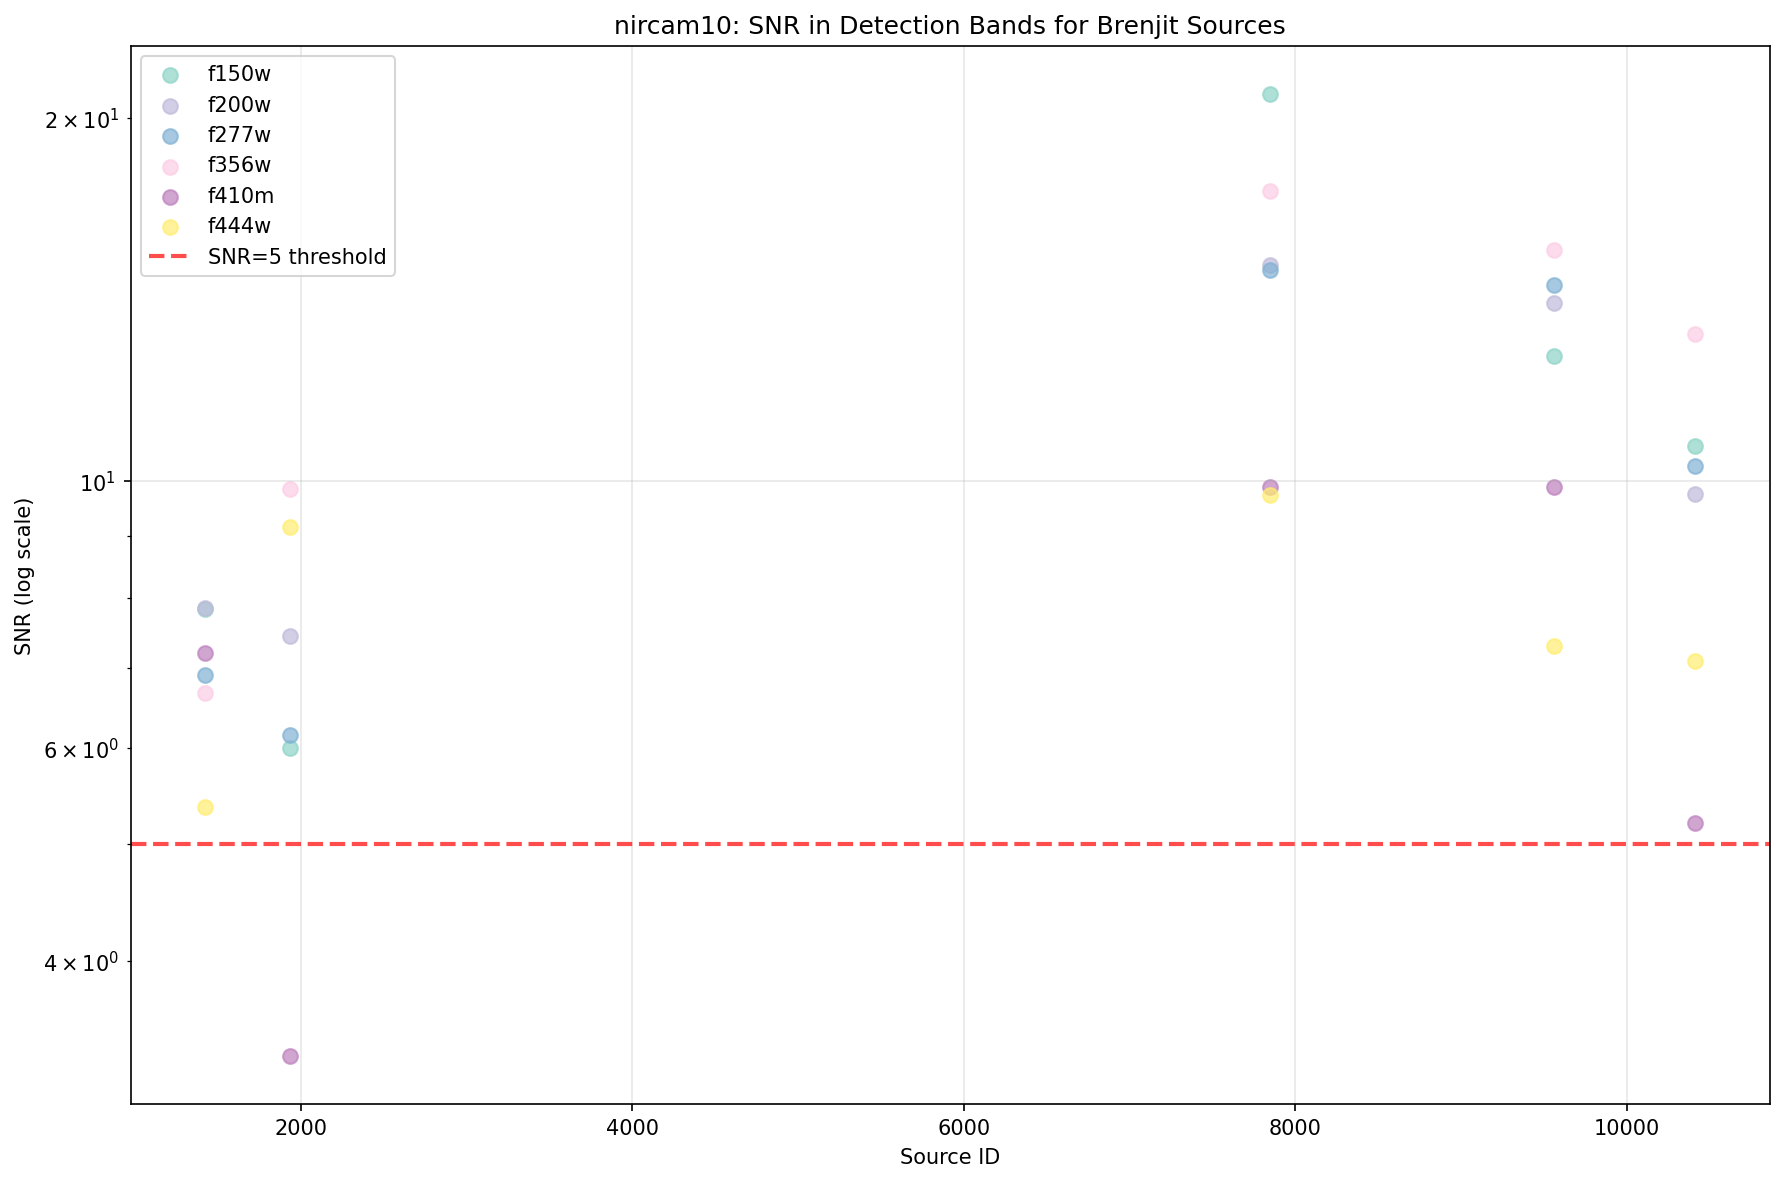 nircam10: SNR in Detection Bands for Brenjit Sources
f150w
f200w
f277w
f356w
f410m
f444w
SNR=5 threshold
2 × 10¹
10¹
6 × 10⁰
4 × 10⁰
SNR (log scale)
2000 4000 6000 8000 10000
Source ID